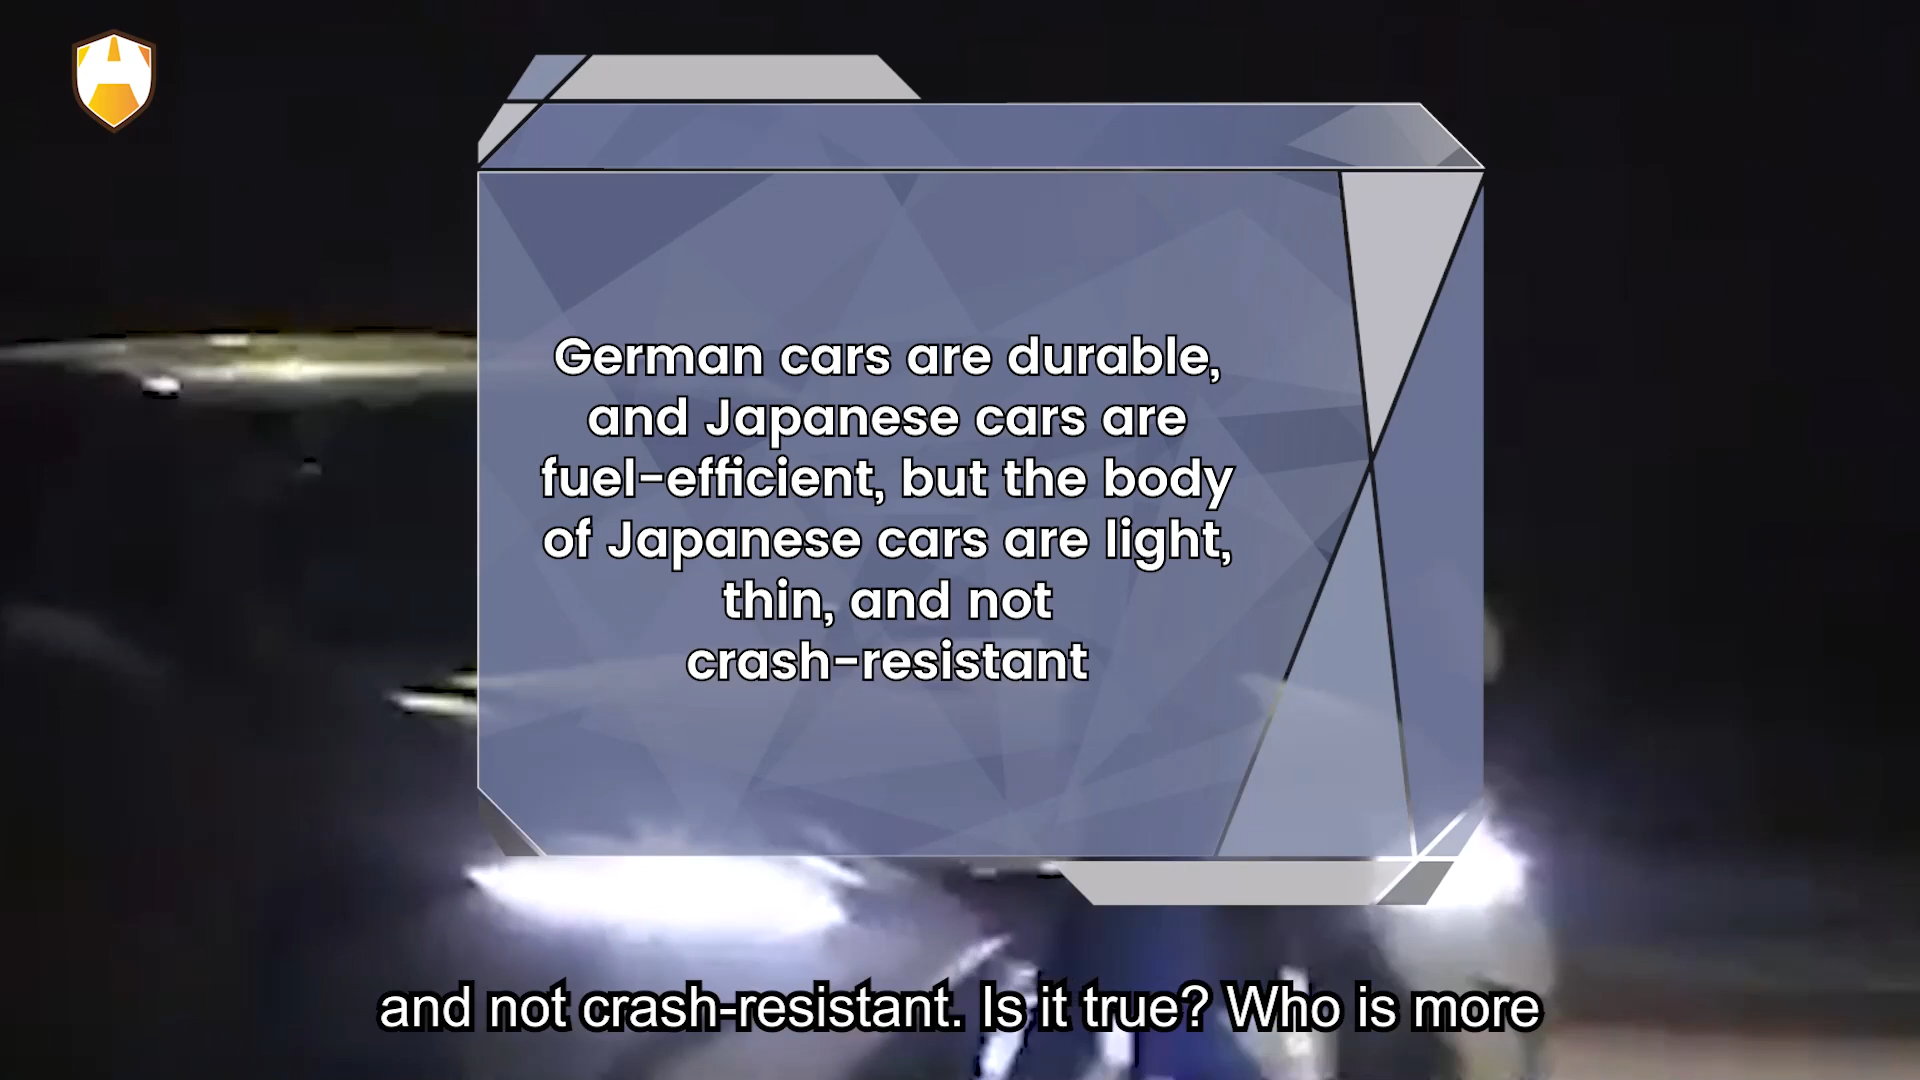 German cars are durable,
and Japanese cars are
fuel-efficient, but the body
of Japanese cars are light,
thin, and not
crash-resistant
and not crash-resistant. Is it true? Who is more